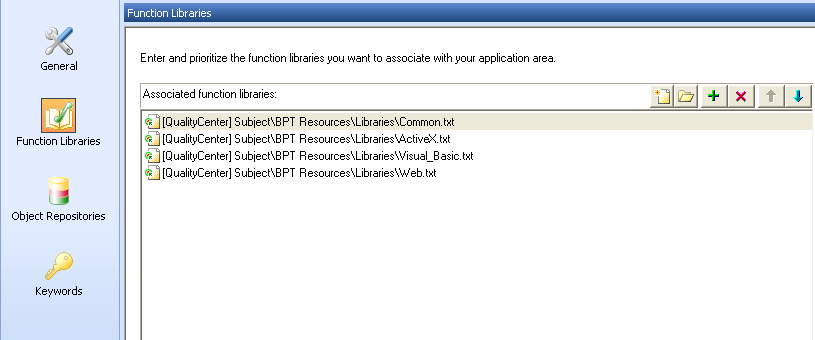 Function Libraries
General
Function Libraries
Object Repositories
Keywords
Enter and prioritize the function libraries you want to associate with your application area.
Associated function libraries:
[QualityCenter] Subject\BPT Resources\Libraries\Common.txt
[QualityCenter] Subject\BPT Resources\Libraries\ActiveX.txt
[QualityCenter] Subject\BPT Resources\Libraries\Visual_Basic.txt
[QualityCenter] Subject\BPT Resources\Libraries\Web.txt